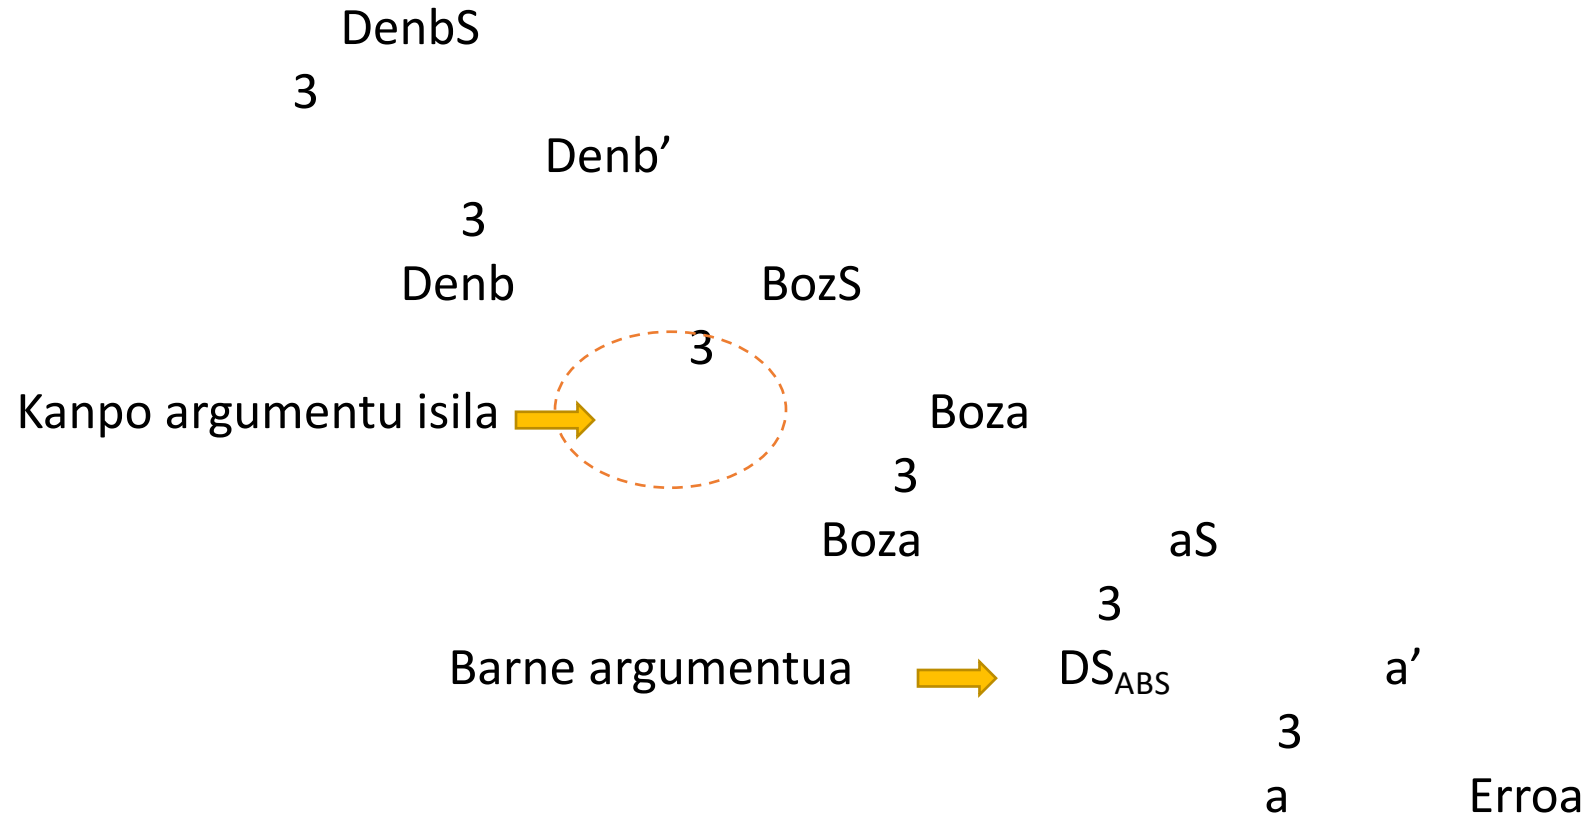 DenbS
3
Denb’
3
Denb BozS
3
Kanpo argumentu isila Boza
3
Boza aS
3
Barne argumentua DSABS a’
3
a Erroa